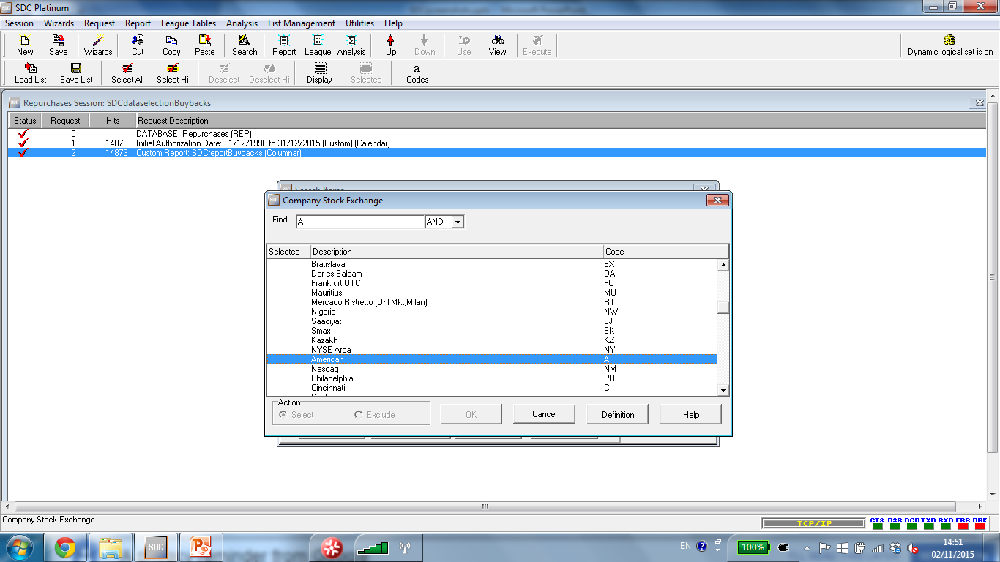 SDC Platinum
Session Wizards Request Report League Tables Analysis List Management Utilities Help
New Save Wizards Cut Copy Paste Search Report League Analysis Up Down Use View Execute Dynamic logical set is on
Load List Save List Select All Select Hi Deselect Deselect Hi Display Selected a Codes
SDC Repurchases Session: SDCdataselectionBuybacks
Status Request Hits Request Description
0 DATABASE: Repurchases (REP)
1 14873 Initial Authorization Date: 31/12/1998 to 31/12/2015 (Custom) (Calendar)
2 14873 Custom Report: SDCreportBuybacks (Columnar)
Search Items
SDC Company Stock Exchange
Find: A AND
Selected Description Code
Bratislava BX
Dar es Salaam DA
Frankfurt OTC FO
Mauritius MU
Mercado Ristretto (Unl Mkt,Milan) RT
Nigeria NW
Saadiyat SJ
Smax SK
Kazakh KZ
NYSE Arca NY
American A
Nasdaq NM
Philadelphia PH
Cincinnati C
Action
Select Exclude OK Cancel Definition Help
Company Stock Exchange TCP/IP CTS DSR DCD TXD RXD ERR BRK
SDC EN 100% 14:51
02/11/2015